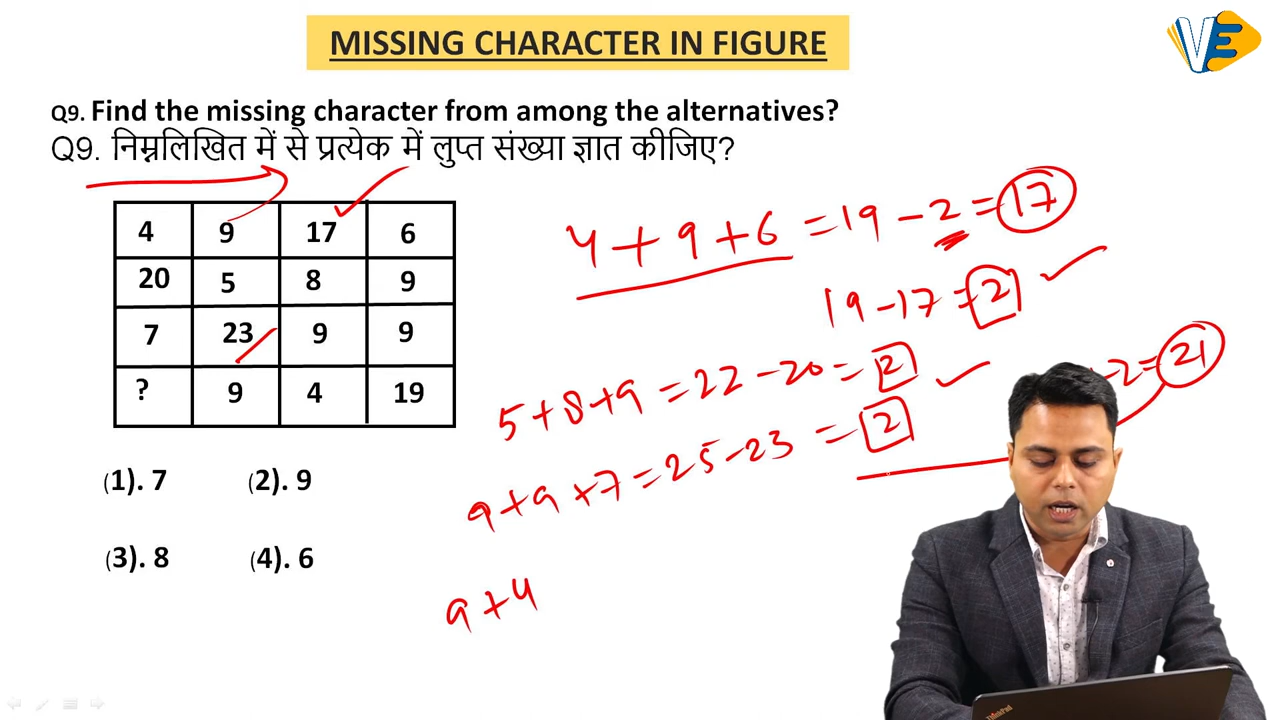 MISSING CHARACTER IN FIGURE
VE
Q9. Find the missing character from among the alternatives?
Q9. निम्नलिखित में से प्रत्येक में लुप्त संख्या ज्ञात कीजिए?
4 9 17 6
20 5 8 9
7 23 9 9
? 9 4 19
(1). 7 (2). 9
(3). 8 (4). 6
4 + 9 + 6 = 19 - 2 = 17
19 - 17 = 2
5 + 8 + 9 = 22 - 20 = 2
9 + 9 + 7 = 25 - 23 = 2
- 2 = 21
9 + 4
ThinkPad